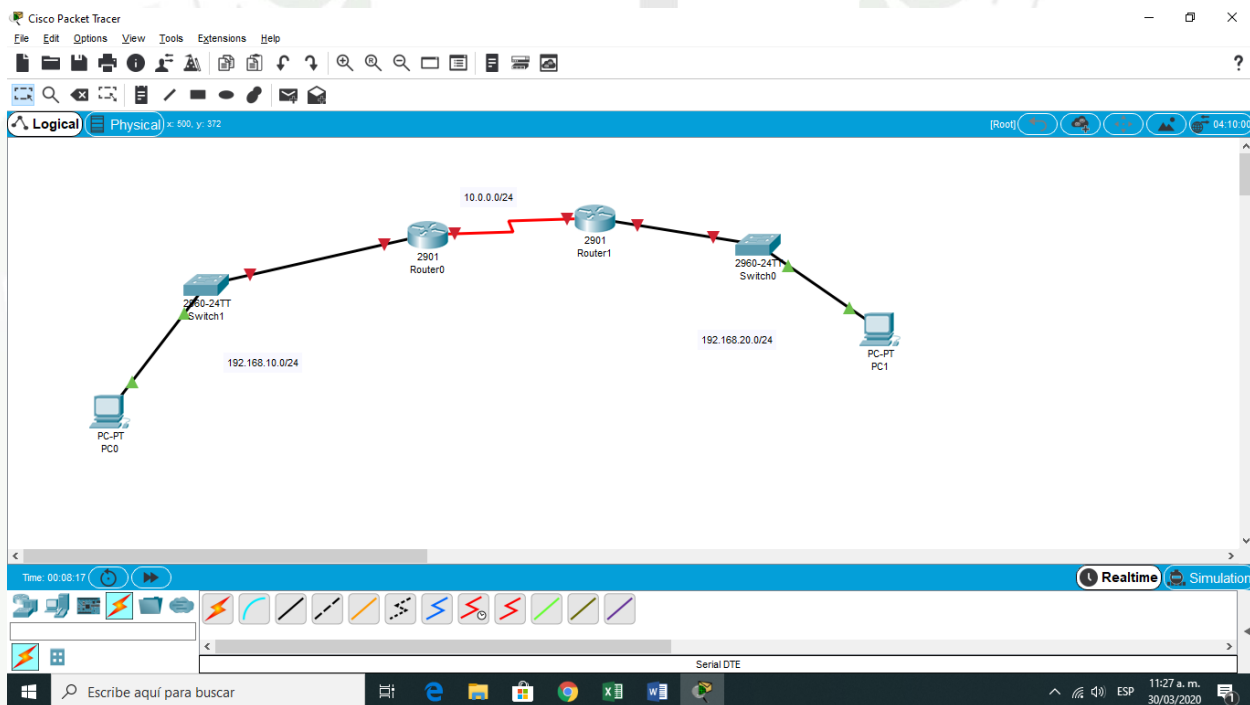 Cisco Packet Tracer
File Edit Options View Tools Extensions Help
?
Logical Physical x: 500, y: 372 [Root] 04:10:00
10.0.0.0/24
2901
Router0
2901
Router1
2960-24TT
Switch0
2960-24TT
Switch1
192.168.10.0/24
192.168.20.0/24
PC-PT
PC1
PC-PT
PC0
Time: 00:08:17 Realtime Simulation
Serial DTE
Escribe aquí para buscar
ESP
11:27 a. m.
30/03/2020
1